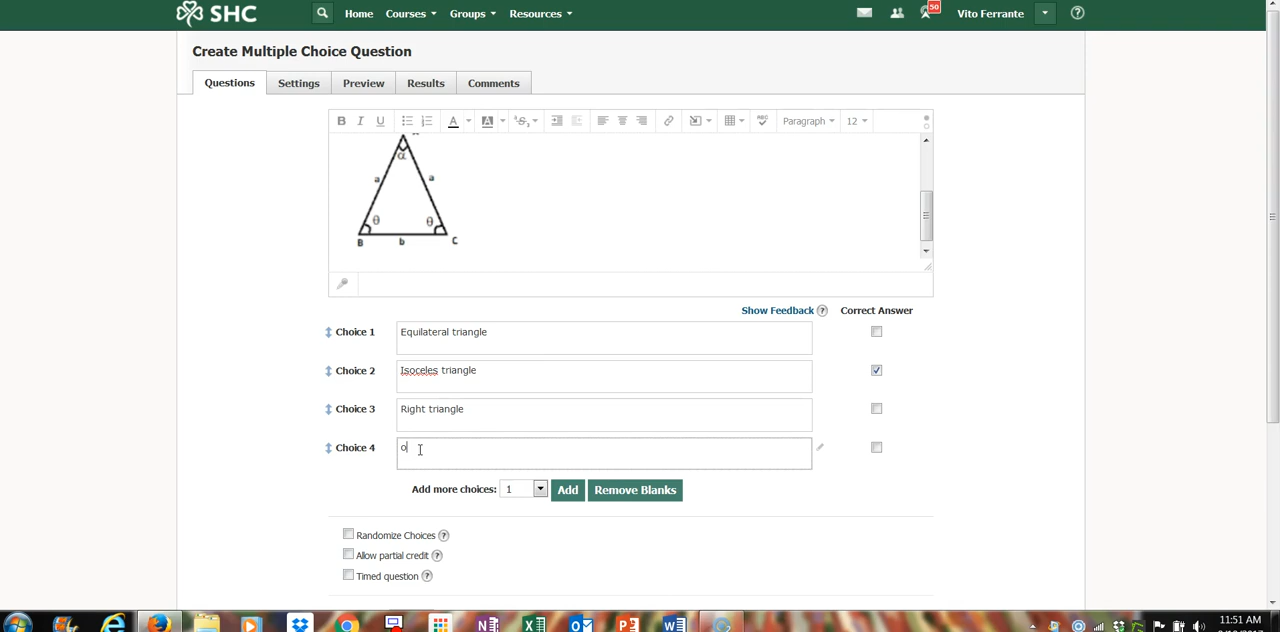 SHC Home Courses Groups Resources 50 Vito Ferrante ?
Create Multiple Choice Question
Questions Settings Preview Results Comments
B I U A A S ABC Paragraph 12
α
a a
θ θ
B b C
Show Feedback ? Correct Answer
Choice 1 Equilateral triangle
Choice 2 Isoceles triangle
Choice 3 Right triangle
Choice 4 o
Add more choices: 1 Add Remove Blanks
Randomize Choices ?
Allow partial credit ?
Timed question ?
11:51 AM